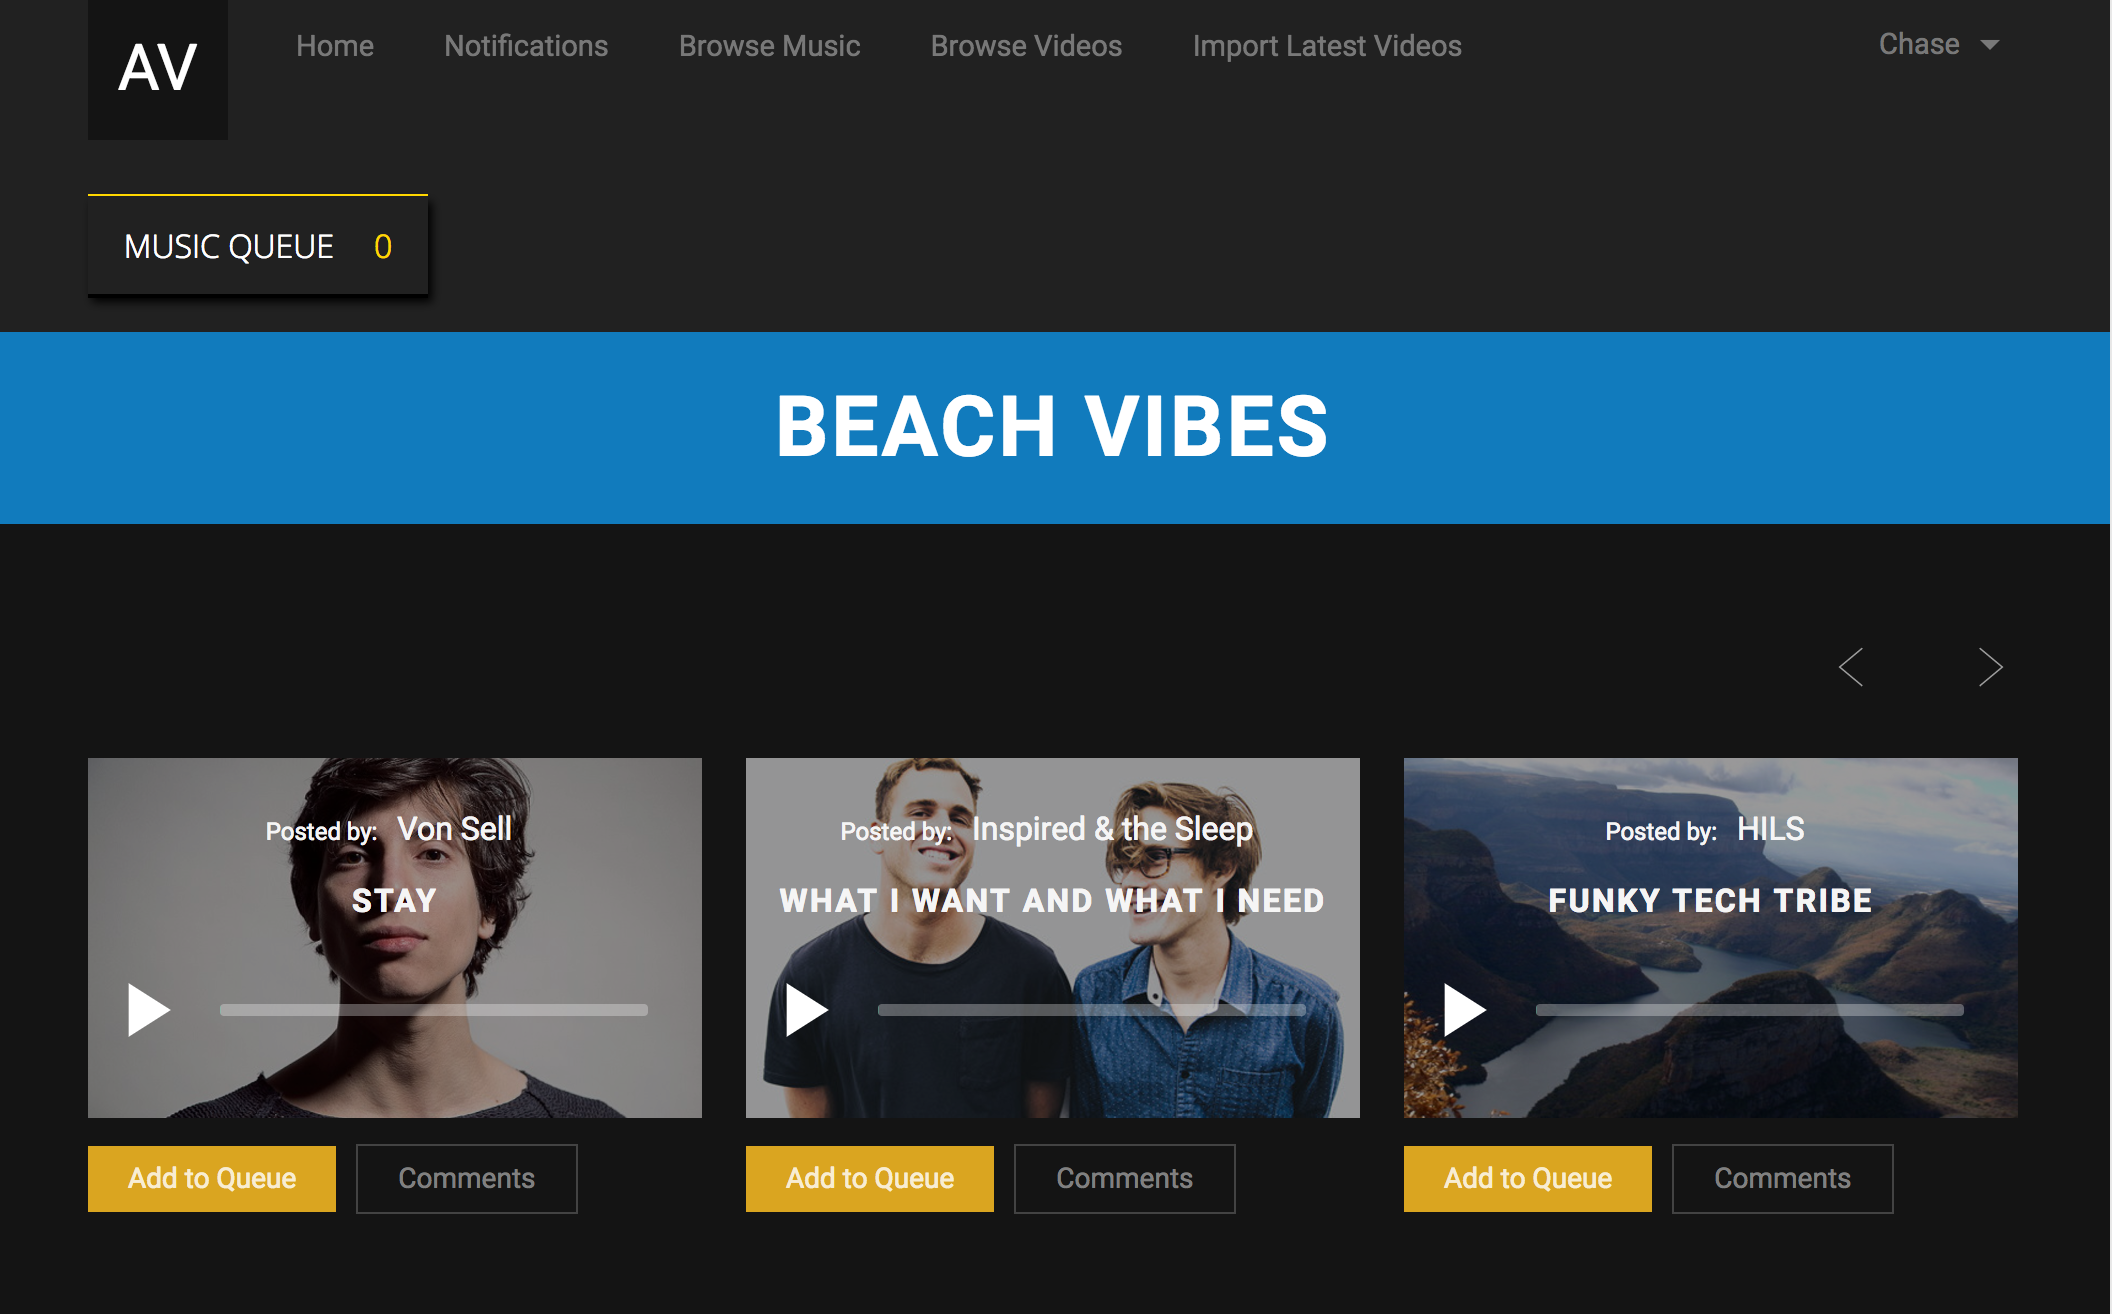 AV
Home Notifications Browse Music Browse Videos Import Latest Videos Chase
MUSIC QUEUE 0
BEACH VIBES
Posted by: Von Sell
STAY
Posted by: Inspired & the Sleep
WHAT I WANT AND WHAT I NEED
Posted by: HILS
FUNKY TECH TRIBE
Add to Queue Comments
Add to Queue Comments
Add to Queue Comments